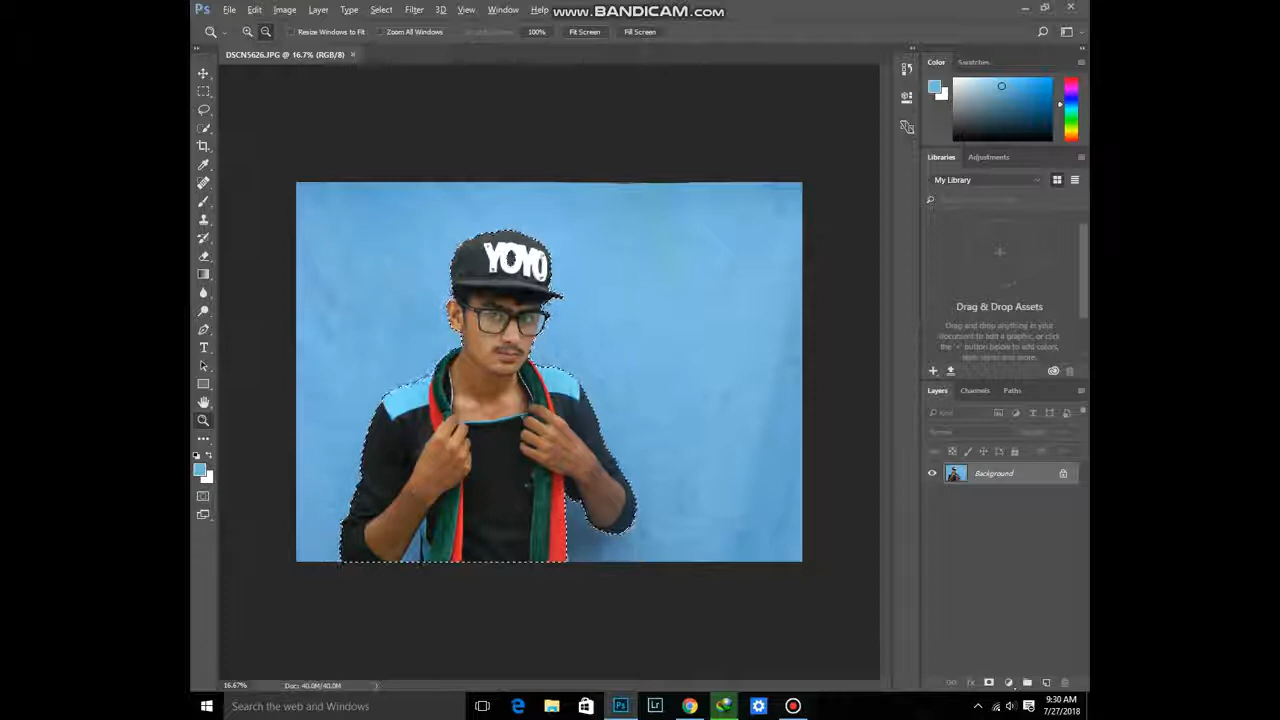 Ps File Edit Image Layer Type Select Filter 3D View Window Help
www.BANDICAM.com
Resize Windows to Fit Zoom All Windows 100% Fit Screen Fill Screen
DSCN5626.JPG @ 16.7% (RGB/8)
Color Swatches
Libraries Adjustments
My Library
YOYO
Drag & Drop Assets
Drag and drop anything in your
document to add a graphic, or click
the '+' button below to add colors,
Layers Channels Paths
Kind
Background
16.67% Doc: 40.0M/40.0M
Search the web and Windows
Ps
Lr
9:30 AM
7/27/2018